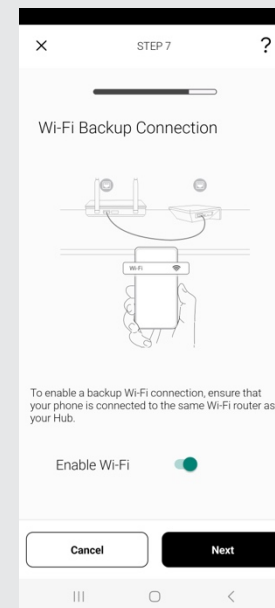 STEP 7
?
Wi-Fi Backup Connection
Wi-Fi
To enable a backup Wi-Fi connection, ensure that
your phone is connected to the same Wi-Fi router as
your Hub.
Enable Wi-Fi
Cancel
Next